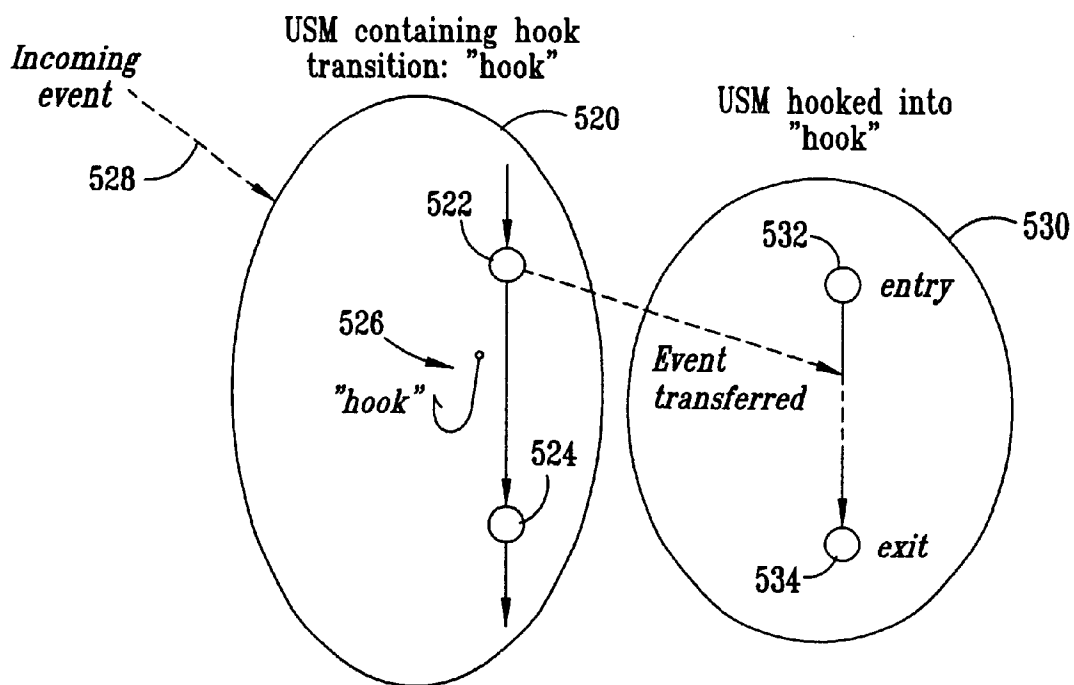 USM containing hook
transition: "hook"
Incoming
event
520
USM hooked into
"hook"
528
522
532
530
entry
526
"hook"
Event
transferred
524
exit
534